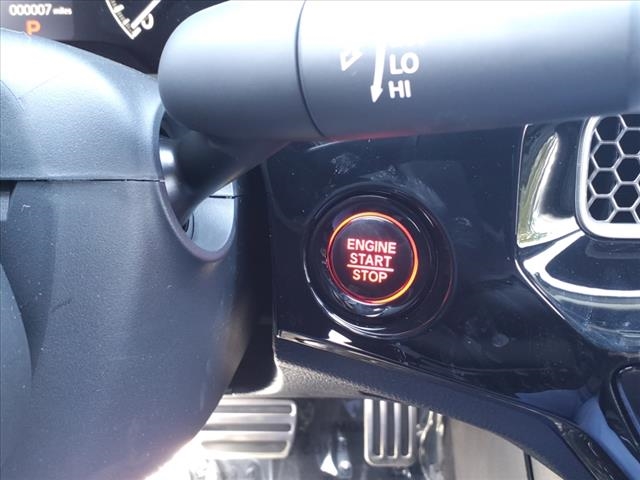 000007 miles
P
LO
HI
ENGINE
START
STOP